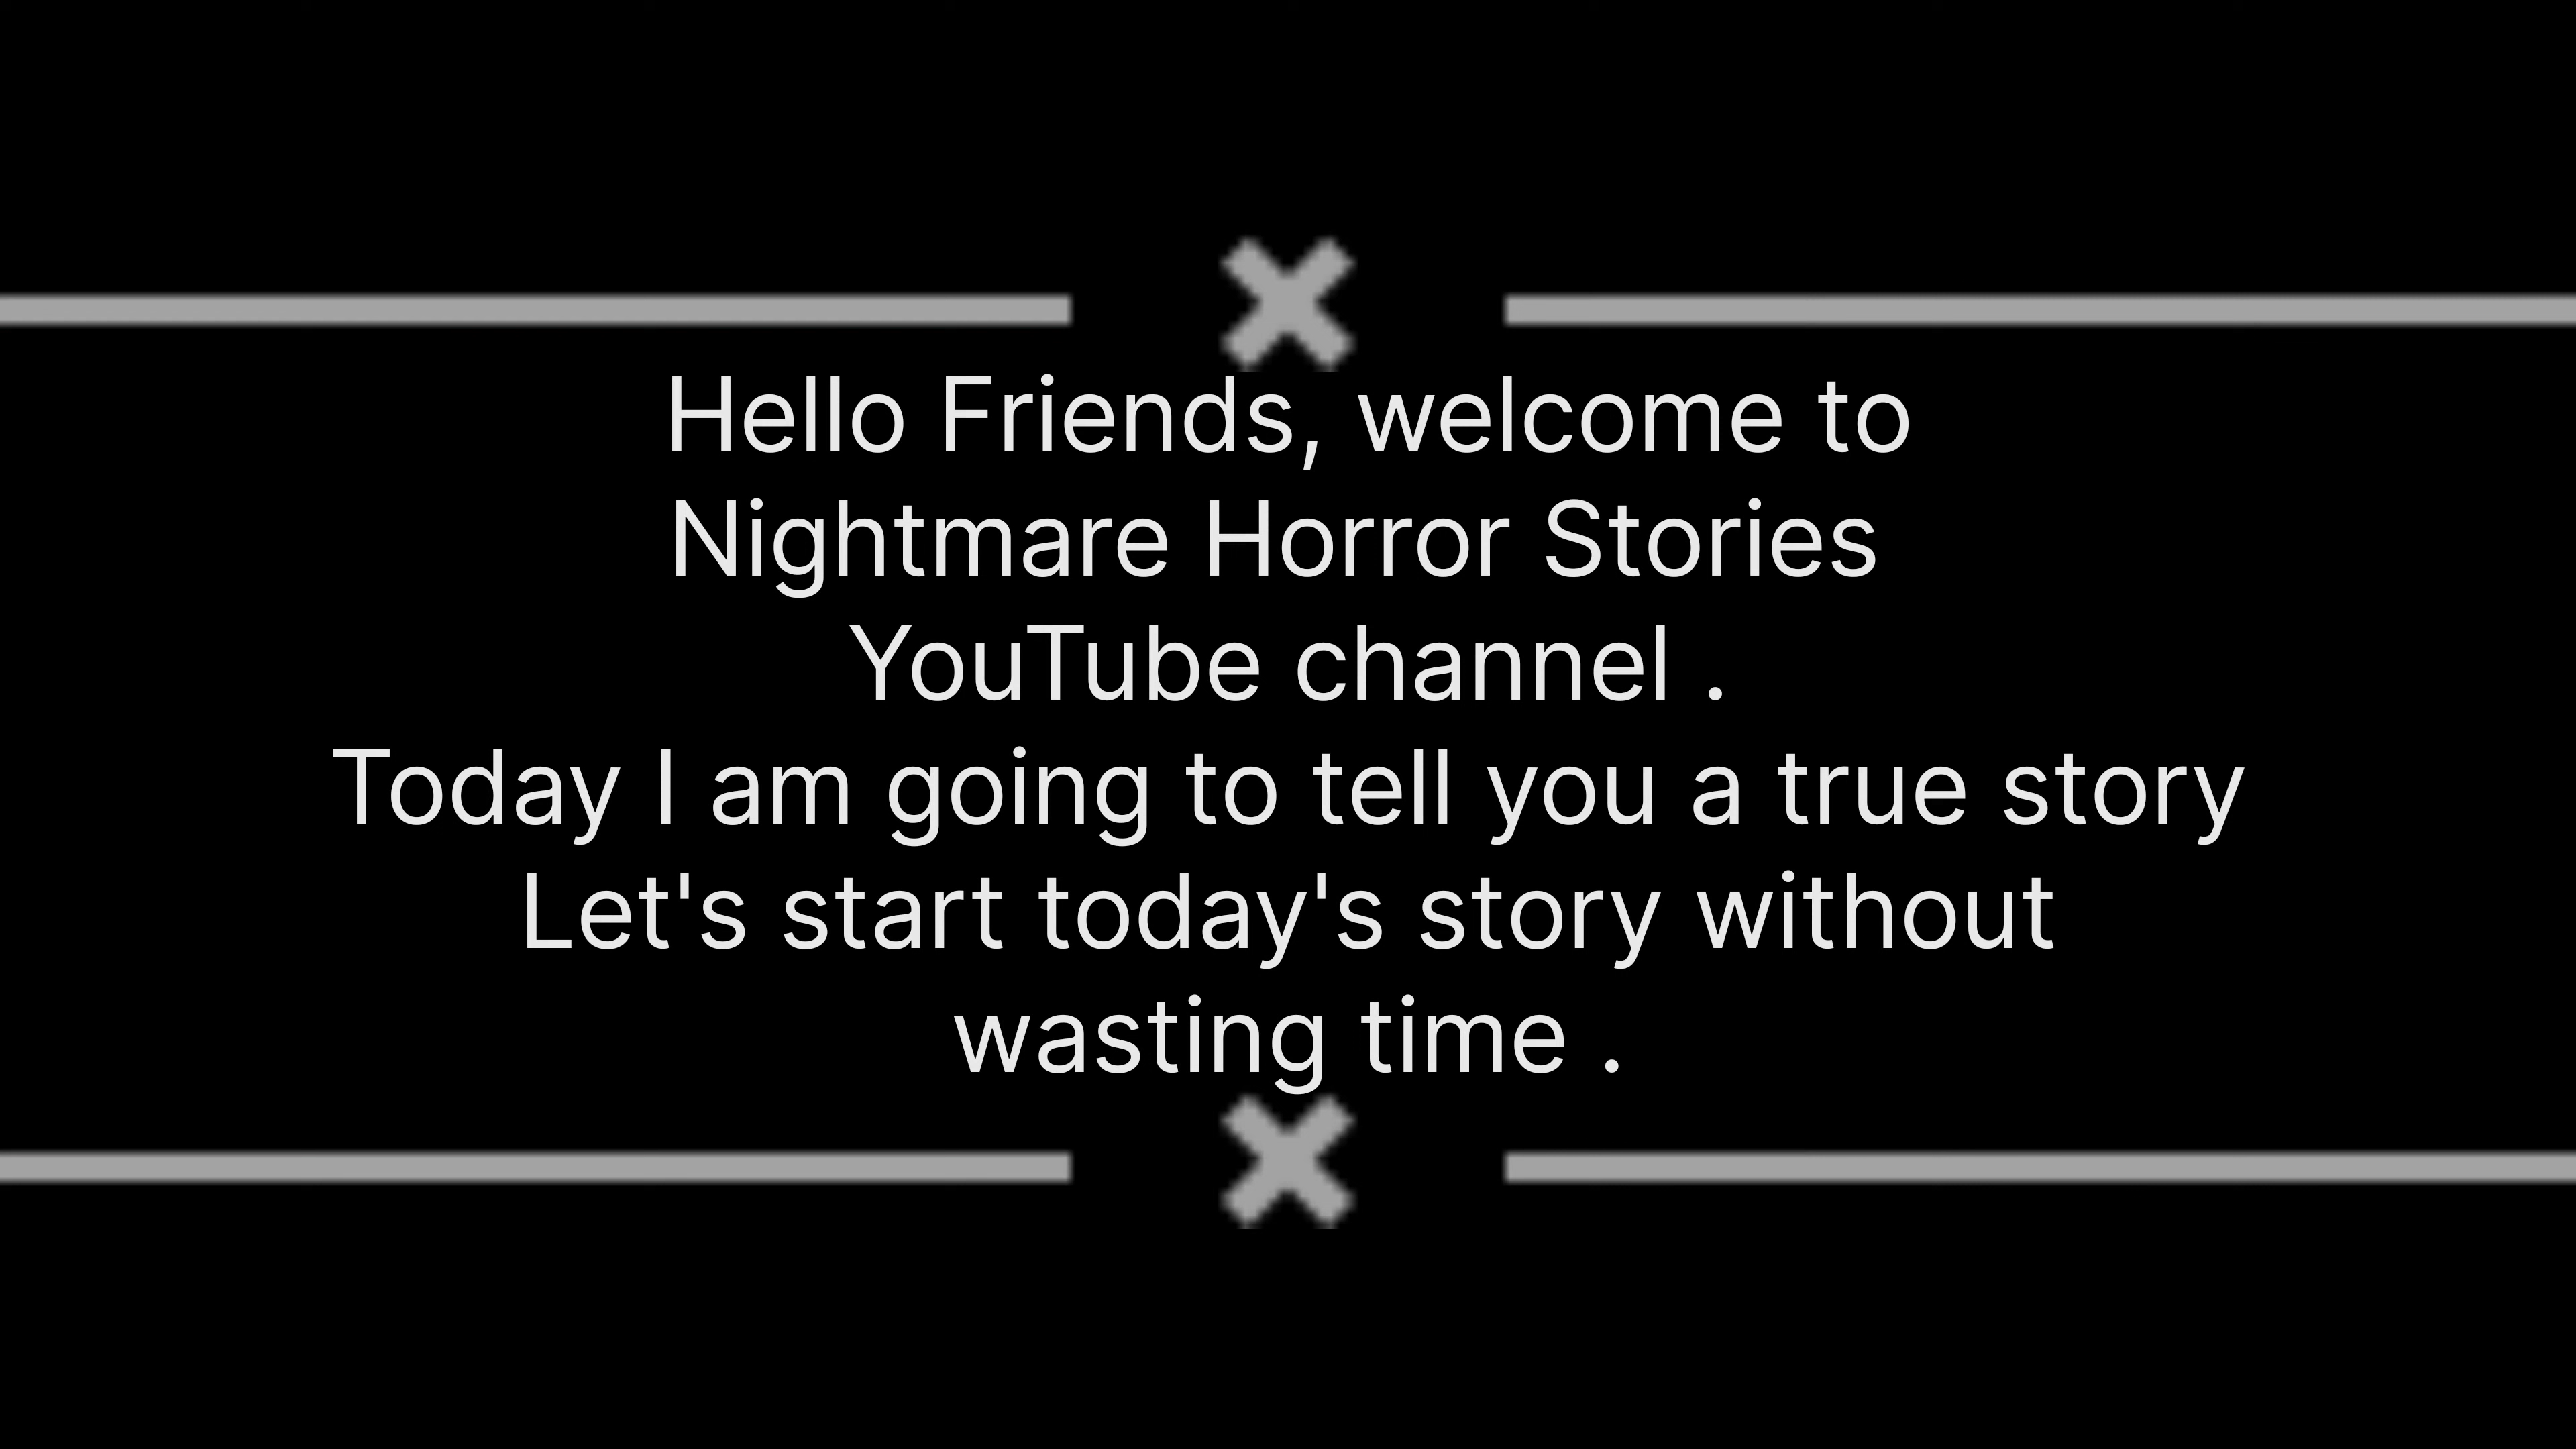 Hello Friends, welcome to
Nightmare Horror Stories
YouTube channel .
Today I am going to tell you a true story
Let's start today's story without
wasting time .